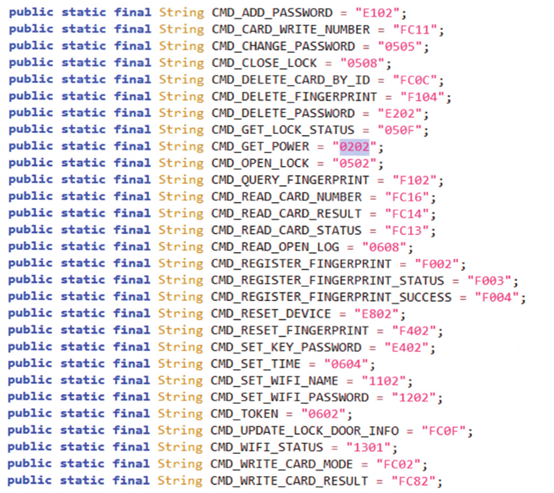 public static final String CMD_ADD_PASSWORD = "E102";
public static final String CMD_CARD_WRITE_NUMBER = "FC11";
public static final String CMD_CHANGE_PASSWORD = "0505";
public static final String CMD_CLOSE_LOCK = "0508";
public static final String CMD_DELETE_CARD_BY_ID = "FC0C";
public static final String CMD_DELETE_FINGERPRINT = "F104";
public static final String CMD_DELETE_PASSWORD = "E202";
public static final String CMD_GET_LOCK_STATUS = "050F";
public static final String CMD_GET_POWER = "0202";
public static final String CMD_OPEN_LOCK = "0502";
public static final String CMD_QUERY_FINGERPRINT = "F102";
public static final String CMD_READ_CARD_NUMBER = "FC16";
public static final String CMD_READ_CARD_RESULT = "FC14";
public static final String CMD_READ_CARD_STATUS = "FC13";
public static final String CMD_READ_OPEN_LOG = "0608";
public static final String CMD_REGISTER_FINGERPRINT = "F002";
public static final String CMD_REGISTER_FINGERPRINT_STATUS = "F003";
public static final String CMD_REGISTER_FINGERPRINT_SUCCESS = "F004";
public static final String CMD_RESET_DEVICE = "E802";
public static final String CMD_RESET_FINGERPRINT = "F402";
public static final String CMD_SET_KEY_PASSWORD = "E402";
public static final String CMD_SET_TIME = "0604";
public static final String CMD_SET_WIFI_NAME = "1102";
public static final String CMD_SET_WIFI_PASSWORD = "1202";
public static final String CMD_TOKEN = "0602";
public static final String CMD_UPDATE_LOCK_DOOR_INFO = "FC0F";
public static final String CMD_WIFI_STATUS = "1301";
public static final String CMD_WRITE_CARD_MODE = "FC02";
public static final String CMD_WRITE_CARD_RESULT = "FC82";